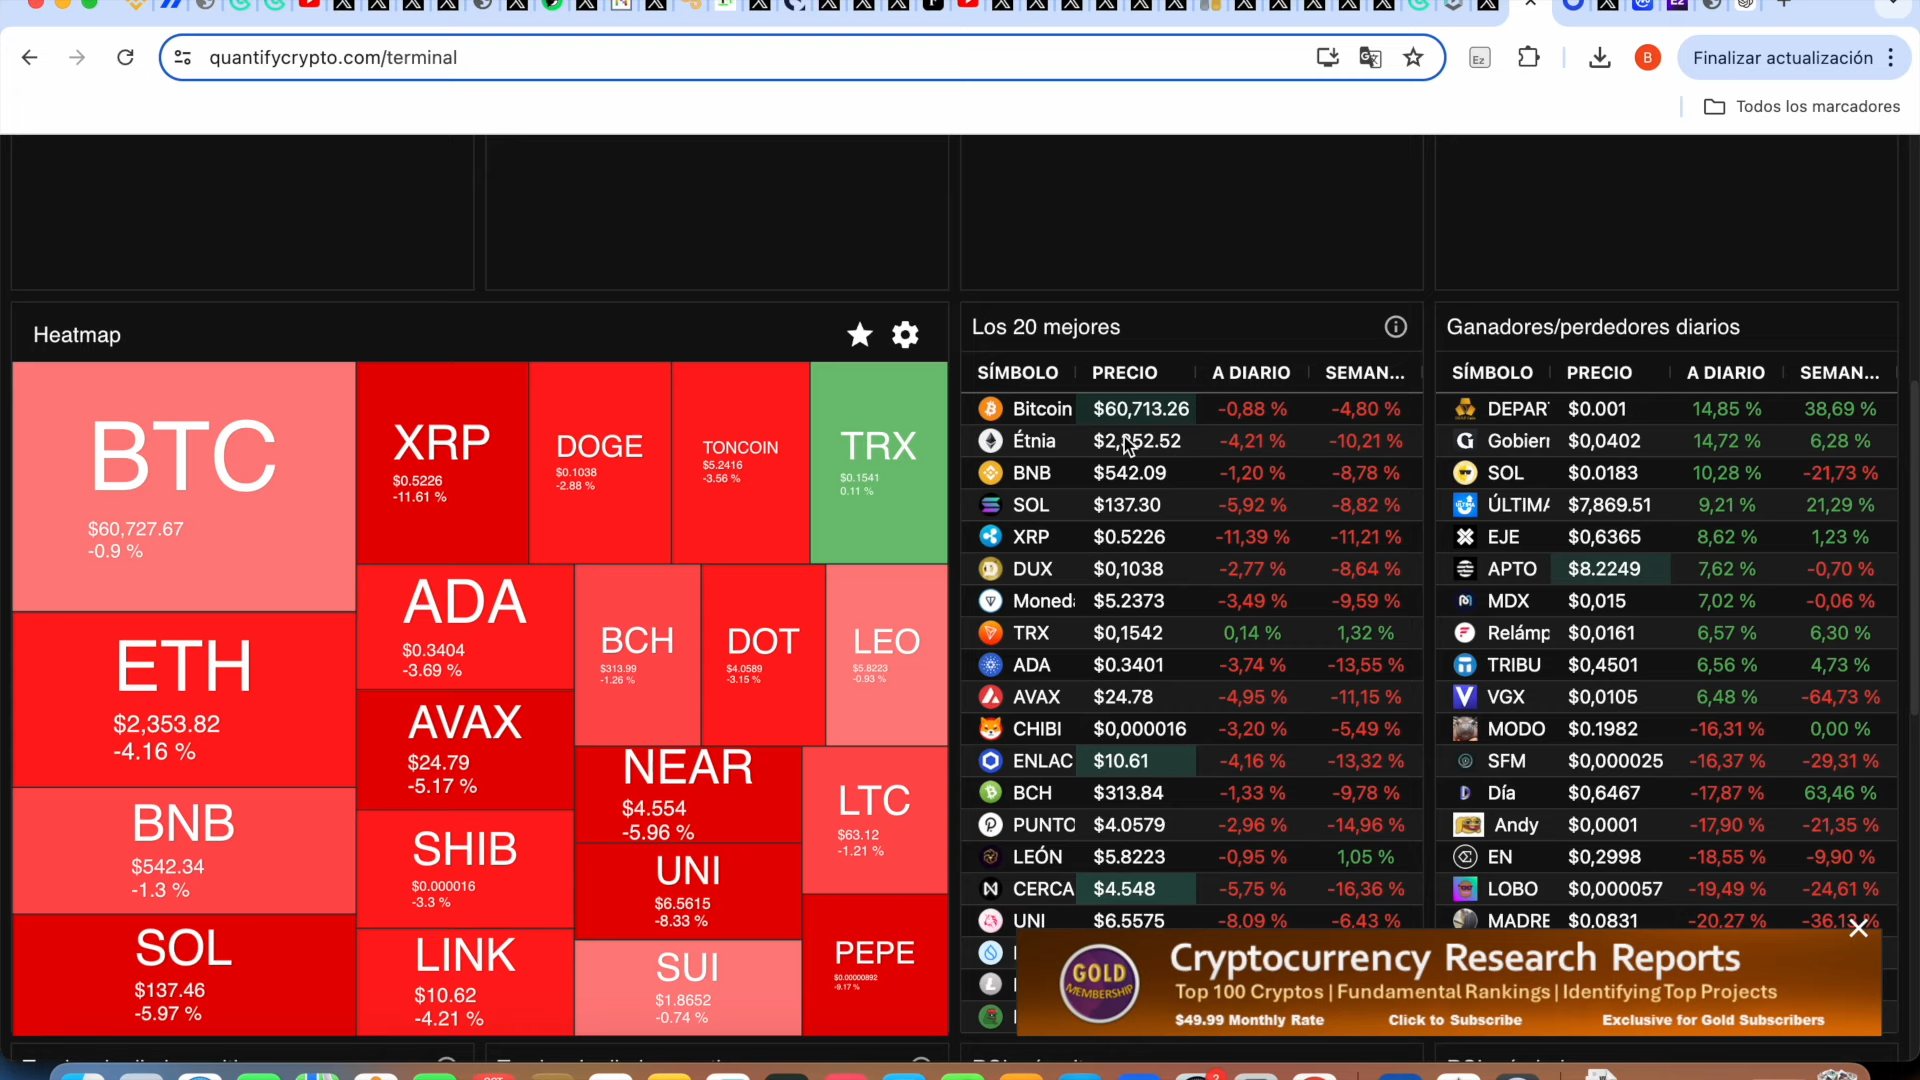 quantifycrypto.com/terminal
Ez
B
Finalizar actualización
Todos los marcadores
Heatmap
BTC
$60,727.67
-0.9 %
ETH
$2,353.82
-4.16 %
BNB
$542.34
-1.3 %
SOL
$137.46
-5.97 %
XRP
$0.5226
-11.61 %
DOGE
$0.1038
-2.88 %
TONCOIN
$5.2416
-3.56 %
TRX
$0.1541
0.11 %
ADA
$0.3404
-3.69 %
AVAX
$24.79
-5.17 %
SHIB
$0.000016
-3.3 %
LINK
$10.62
-4.21 %
BCH
$313.99
-1.26 %
DOT
$4.0589
-3.15 %
LEO
$5.8223
-0.93 %
NEAR
$4.554
-5.96 %
UNI
$6.5615
-8.33 %
SUI
$1.8652
-0.74 %
LTC
$63.12
-1.21 %
PEPE
$0.00000892
-9.17 %
Los 20 mejores
SÍMBOLO PRECIO A DIARIO SEMAN...
Bitcoin $60,713.26 -0,88 % -4,80 %
Étnia -4,21 % -10,21 %
BNB $542.09 -1,20 % -8,78 %
SOL $137.30 -5,92 % -8,82 %
XRP $0.5226 -11,39 % -11,21 %
DUX $0,1038 -2,77 % -8,64 %
Moned $5.2373 -3,49 % -9,59 %
TRX $0,1542 0,14 % 1,32 %
ADA $0.3401 -3,74 % -13,55 %
AVAX $24.78 -4,95 % -11,15 %
CHIBI $0,000016 -3,20 % -5,49 %
ENLAC $10.61 -4,16 % -13,32 %
BCH $313.84 -1,33 % -9,78 %
PUNTO $4.0579 -2,96 % -14,96 %
LEÓN $5.8223 -0,95 % 1,05 %
CERCA $4.548 -5,75 % -16,36 %
UNI $6.5575 -8,09 % -6,43 %
Ganadores/perdedores diarios
SÍMBOLO PRECIO A DIARIO SEMAN...
DEPAR $0.001 14,85 % 38,69 %
Gobier $0,0402 14,72 % 6,28 %
SOL $0.0183 10,28 % -21,73 %
ÚLTIMA $7,869.51 9,21 % 21,29 %
EJE $0,6365 8,62 % 1,23 %
APTO $8.2249 7,62 % -0,70 %
MDX $0,015 7,02 % -0,06 %
Relámp $0,0161 6,57 % 6,30 %
TRIBU $0,4501 6,56 % 4,73 %
VGX $0,0105 6,48 % -64,73 %
MODO $0.1982 -16,31 % 0,00 %
SFM $0,000025 -16,37 % -29,31 %
Día $0,6467 -17,87 % 63,46 %
Andy $0,0001 -17,90 % -21,35 %
EN $0,2998 -18,55 % -9,90 %
LOBO $0,000057 -19,49 % -24,61 %
MADRE $0,0831 -20,27 %
GOLD
MEMBERSHIP
Cryptocurrency Research Reports
Top 100 Cryptos | Fundamental Rankings | Identifying Top Projects
$49.99 Monthly Rate Click to Subscribe Exclusive for Gold Subscribers